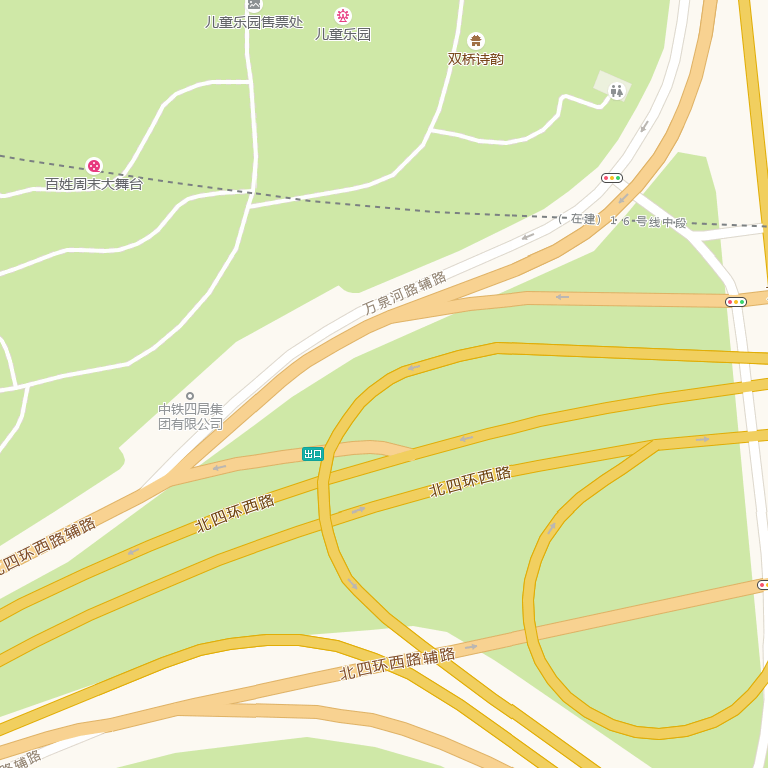 儿童乐园售票处
儿童乐园
双桥诗韵
百姓周末大舞台
(在建) 16号线中段
万泉河路辅路
中铁四局集
团有限公司
出口
北四环西路
北四环西路
北四环西路辅路
北四环西路辅路
路辅路